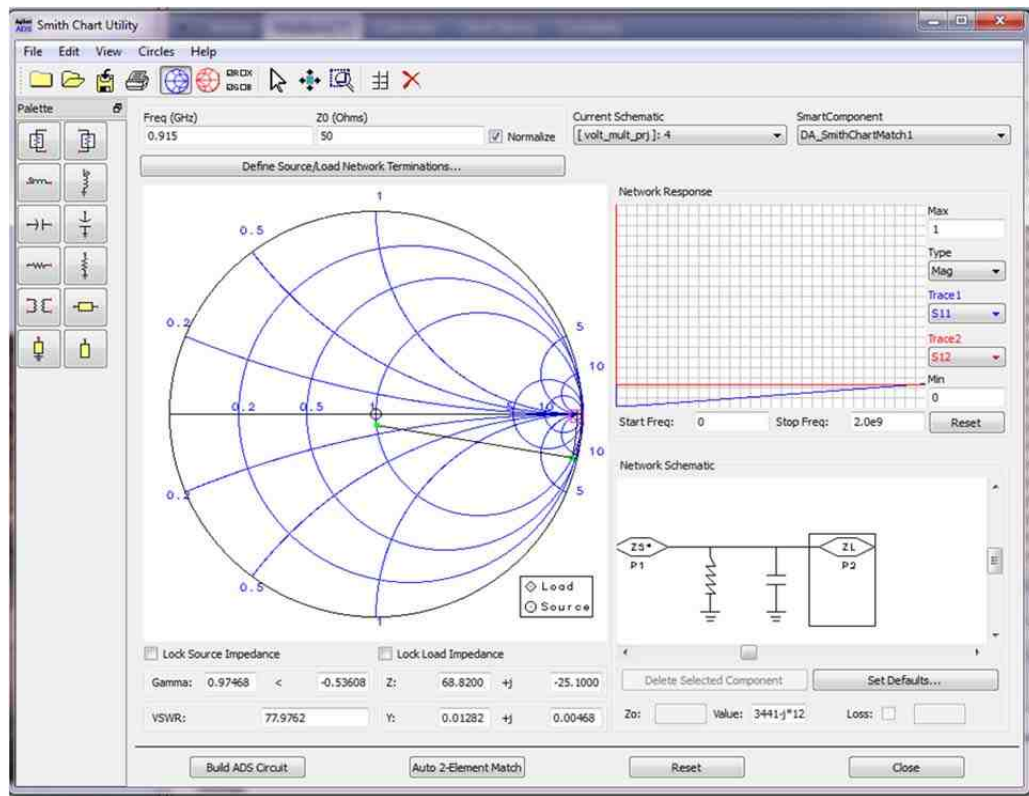 Agilent ADS Smith Chart Utility
File Edit View Circles Help
Palette
Freq (GHz) Z0 (Ohms) Current Schematic SmartComponent
0.915 50 Normalize [ volt_mult_prj ]: 4 DA_SmithChartMatch1
Define Source/Load Network Terminations...
1
0.5
0.2
5
10
0.2 0.5 1 5 10
10
5
0.2
0.5
1
Load
Source
Network Response
Max
1
Type
Mag
Trace1
S11
Trace2
S12
Min
0
Start Freq: 0 Stop Freq: 2.0e9 Reset
Network Schematic
ZS* ZL
P1 P2
Lock Source Impedance Lock Load Impedance
Gamma: 0.97468 < -0.53608 Z: 68.8200 +j -25.1000
VSWR: 77.9762 Y: 0.01282 +j 0.00468
Delete Selected Component Set Defaults...
Zo: Value: 3441-j*12 Loss:
Build ADS Circuit Auto 2-Element Match Reset Close